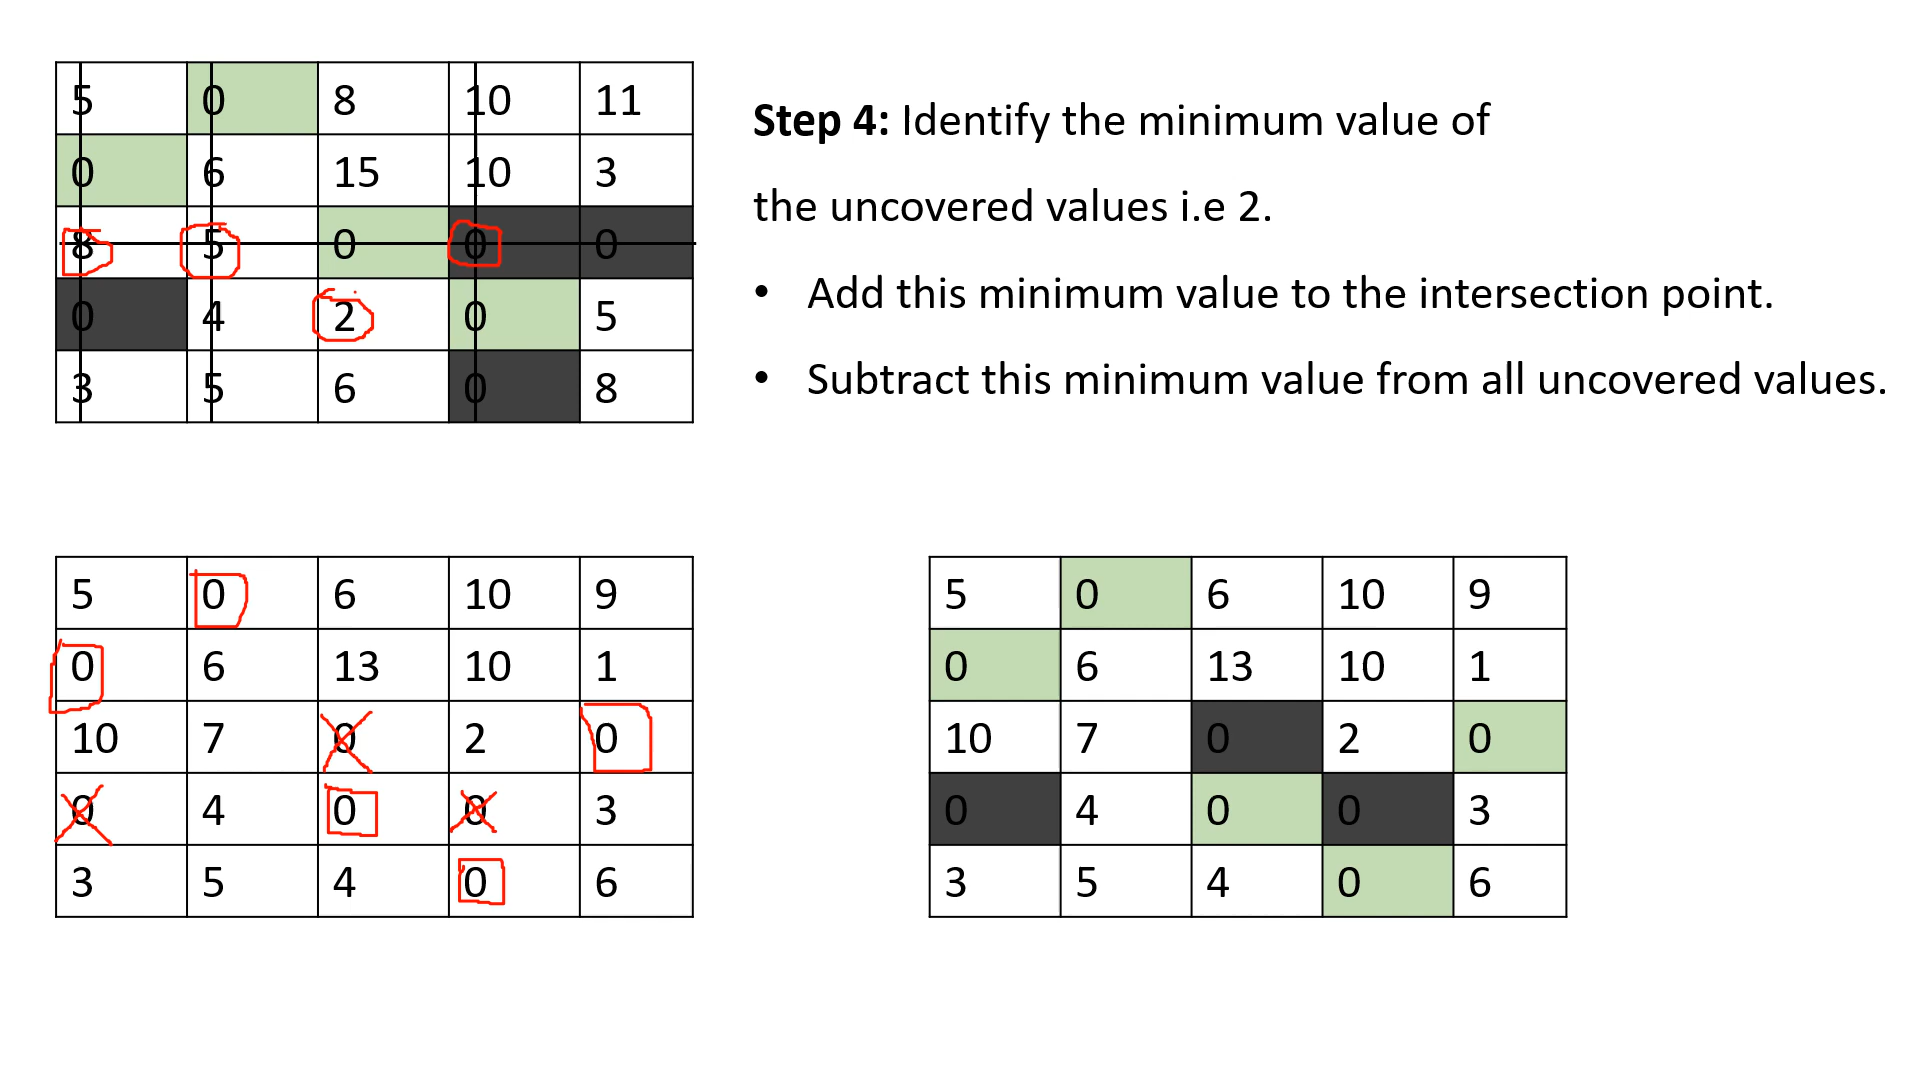 5 0 8 10 11
0 6 15 10 3
8 5 0 0 0
0 4 2 0 5
3 5 6 0 8
Step 4: Identify the minimum value of
the uncovered values i.e 2.
• Add this minimum value to the intersection point.
• Subtract this minimum value from all uncovered values.
5 0 6 10 9
0 6 13 10 1
10 7 0 2 0
0 4 0 0 3
3 5 4 0 6
5 0 6 10 9
0 6 13 10 1
10 7 0 2 0
0 4 0 0 3
3 5 4 0 6